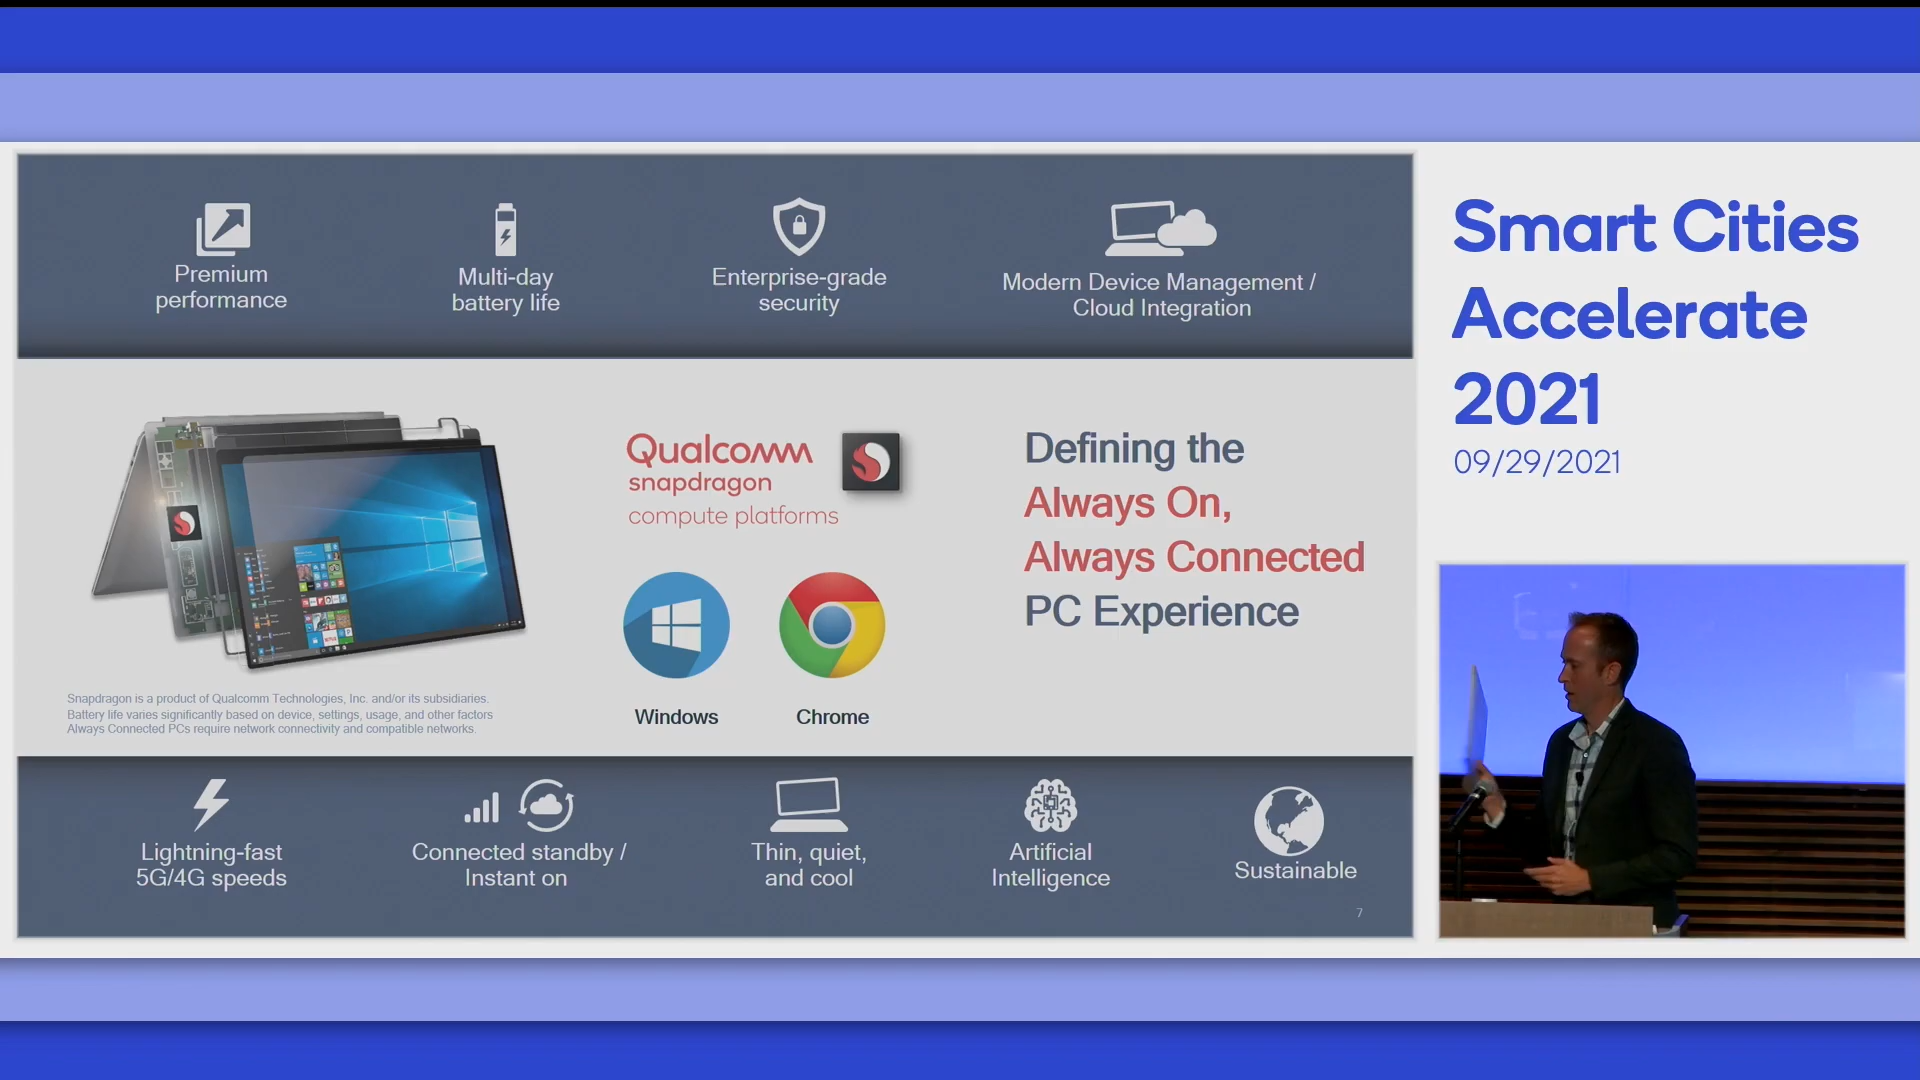 Premium
performance
Multi-day
battery life
Enterprise-grade
security
Modern Device Management /
Cloud Integration
Qualcomm
snapdragon
compute platforms
Windows
Chrome
Defining the
Always On,
Always Connected
PC Experience
Snapdragon is a product of Qualcomm Technologies, Inc. and/or its subsidiaries.
Battery life varies significantly based on device, settings, usage, and other factors
Always Connected PCs require network connectivity and compatible networks.
Lightning-fast
5G/4G speeds
Connected standby /
Instant on
Thin, quiet,
and cool
Artificial
Intelligence
Sustainable
7
Smart Cities
Accelerate
2021
09/29/2021